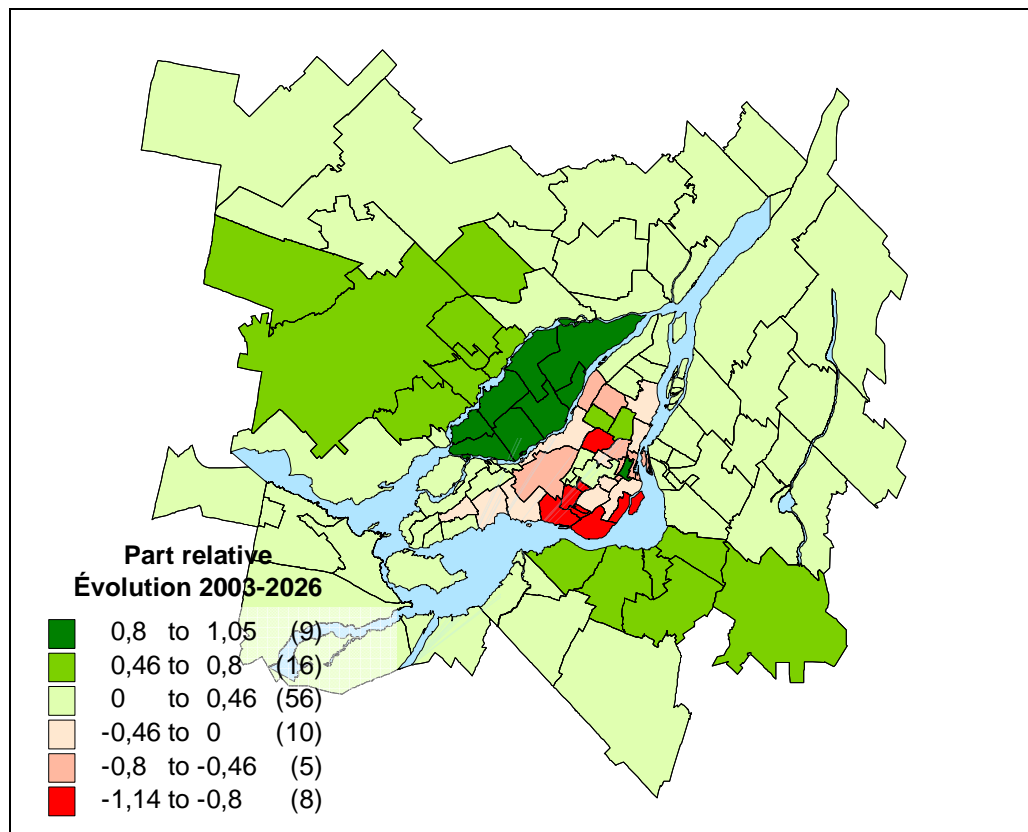 Part relative
Évolution 2003-2026
0,8 to 1,05 (9)
0,46 to 0,8 (16)
0 to 0,46 (56)
-0,46 to 0 (10)
-0,8 to -0,46 (5)
-1,14 to -0,8 (8)